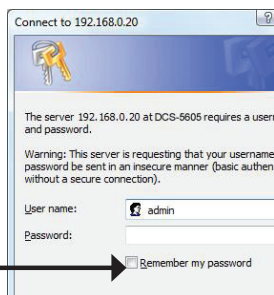 Connect to 192.168.0.20
The server 192.168.0.20 at DCS-5605 requires a user
and password.
Warning: This server is requesting that your username
password be sent in an insecure manner (basic authen
without a secure connection).
User name:
admin
Password:
Remember my password